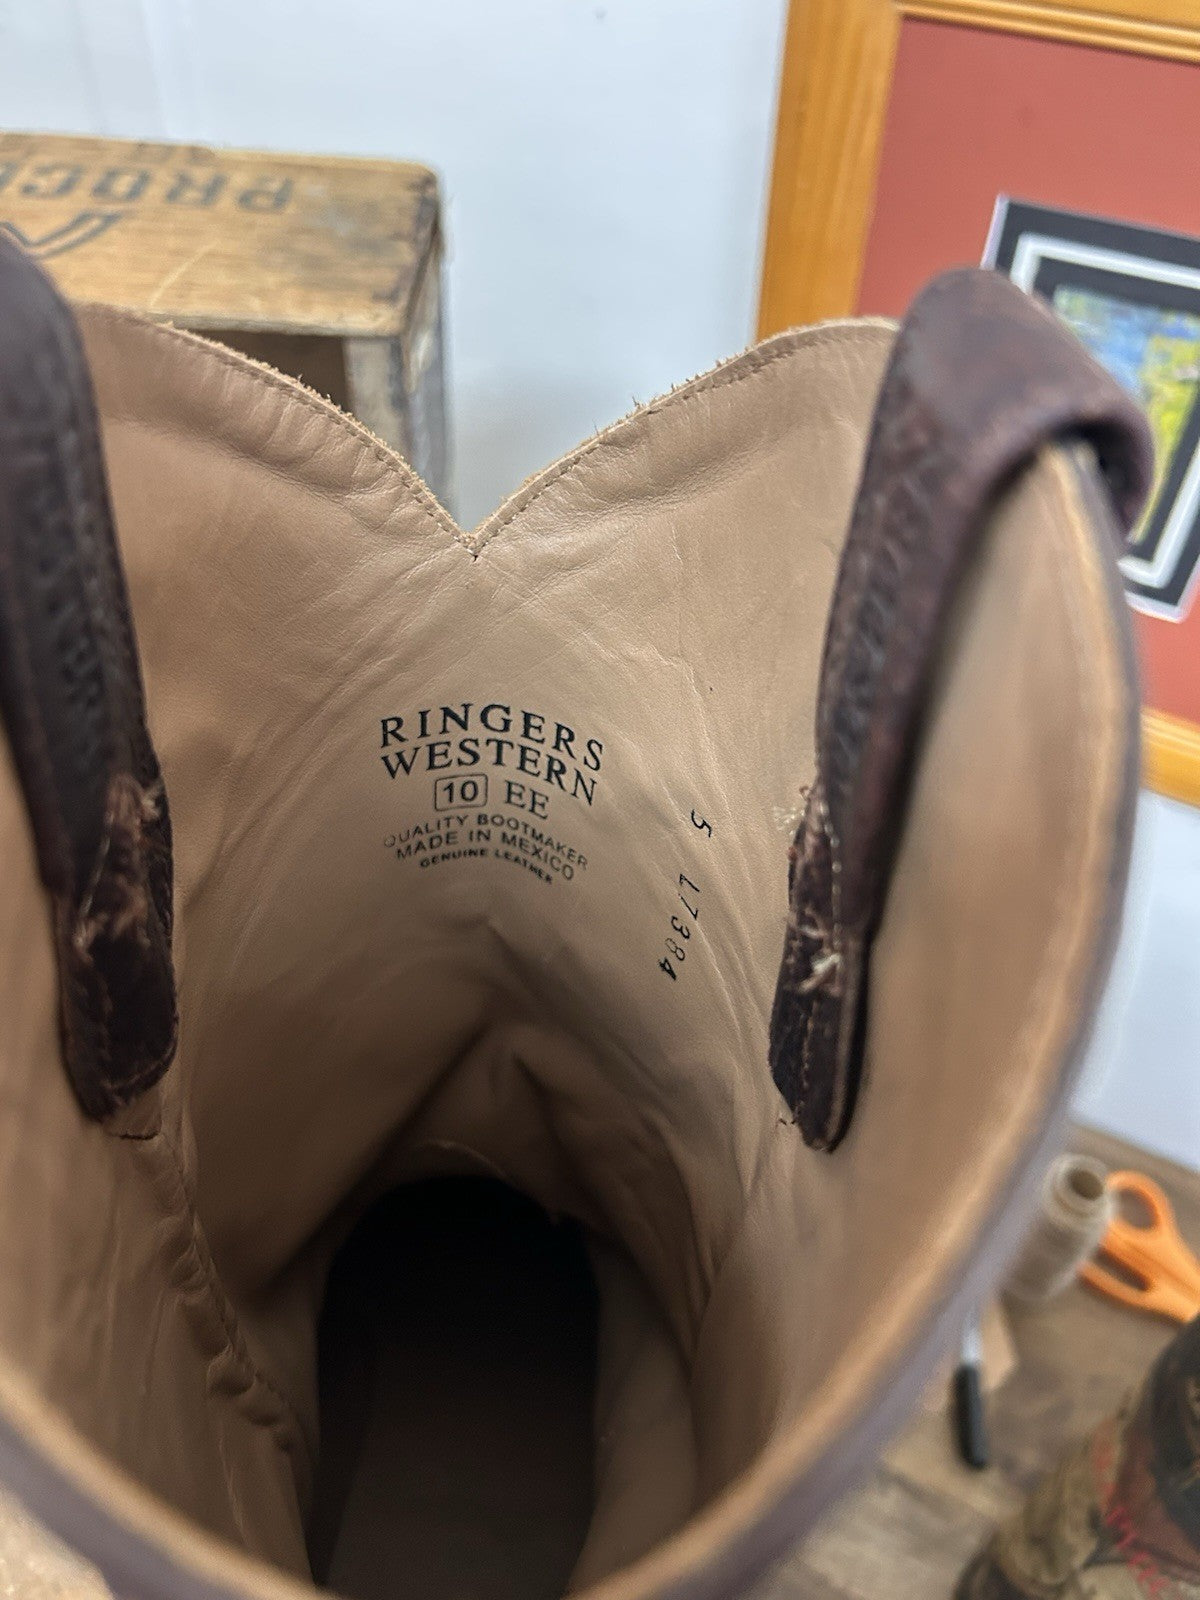 RINGERS
WESTERN
10 EE
QUALITY BOOTMAKER
MADE IN MEXICO
GENUINE LEATHER
5 L7384